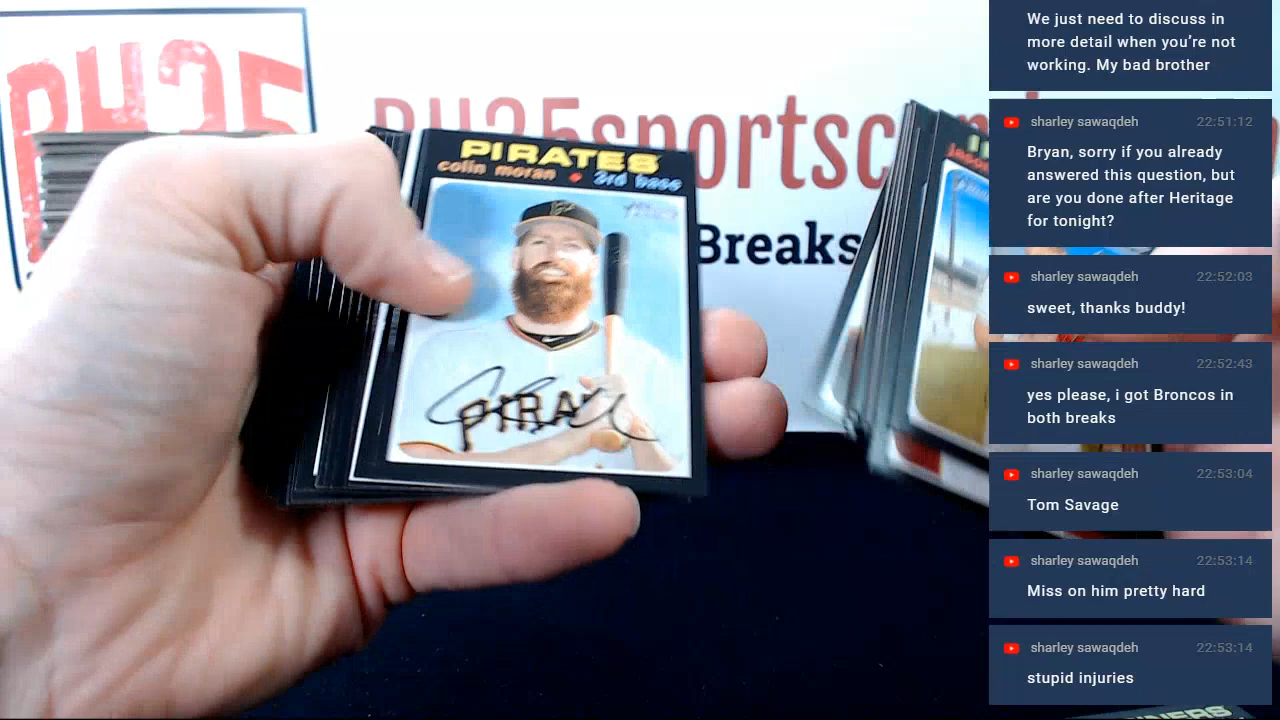 PH35
PH35sportsc
Breaks
PIRATES
colin moran 3rd base
We just need to discuss in
more detail when you're not
working. My bad brother
sharley sawaqdeh 22:51:12
Bryan, sorry if you already
answered this question, but
are you done after Heritage
for tonight?
sharley sawaqdeh 22:52:03
sweet, thanks buddy!
sharley sawaqdeh 22:52:43
yes please, i got Broncos in
both breaks
sharley sawaqdeh 22:53:04
Tom Savage
sharley sawaqdeh 22:53:14
Miss on him pretty hard
sharley sawaqdeh 22:53:14
stupid injuries